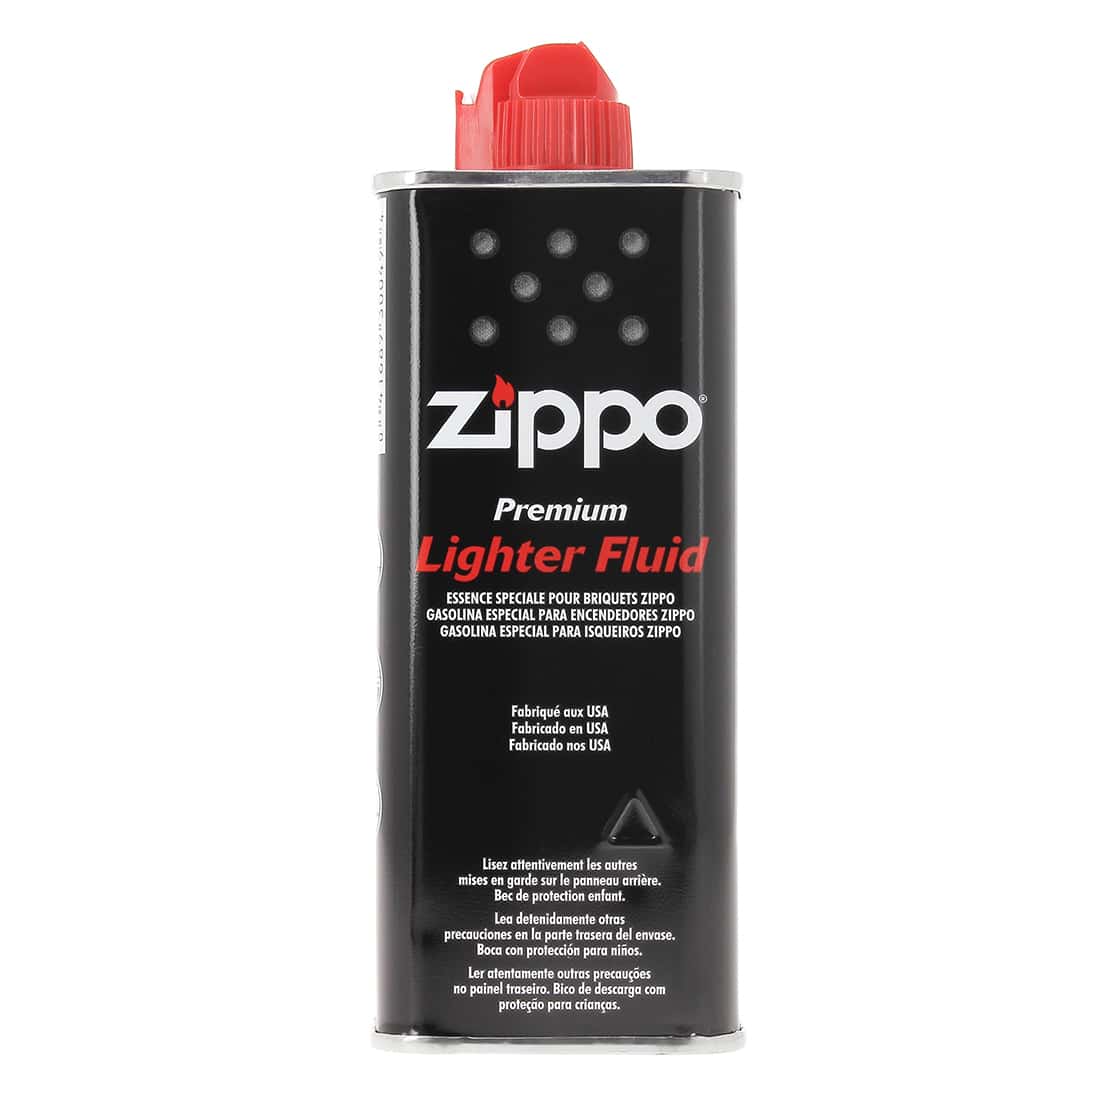 zippo®
Premium
Lighter Fluid
ESSENCE SPECIALE POUR BRIQUETS ZIPPO
GASOLINA ESPECIAL PARA ENCENDEDORES ZIPPO
GASOLINA ESPECIAL PARA ISQUEIROS ZIPPO
Fabriqué aux USA
Fabricado en USA
Fabricado nos USA
Lisez attentivement les autres
mises en garde sur le panneau arrière.
Bec de protection enfant.
Lea detenidamente otras
precauciones en la parte trasera del envase.
Boca con protección para niños.
Ler atentamente outras precauções
no painel traseiro. Bico de descarga com
proteção para crianças.